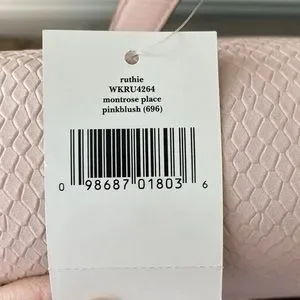 ruthie
WKRU4264
montrose place
pinkblush (696)
0 98687 01803 6